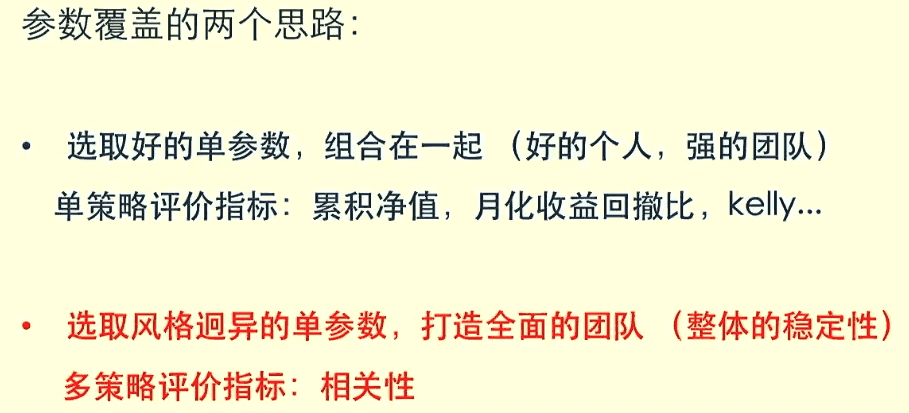 参数覆盖的两个思路：
• 选取好的单参数，组合在一起 （好的个人，强的团队）
单策略评价指标：累积净值，月化收益回撤比，kelly...
• 选取风格迥异的单参数，打造全面的团队 （整体的稳定性）
多策略评价指标：相关性